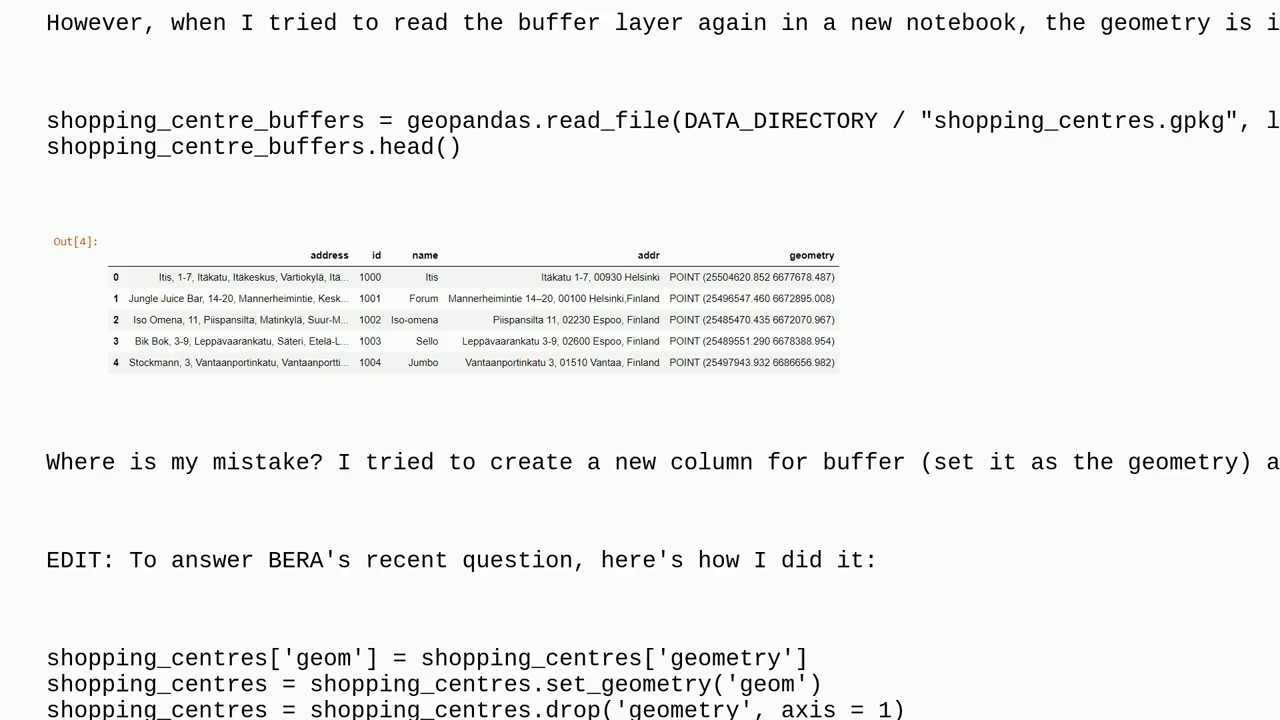 However, when I tried to read the buffer layer again in a new notebook, the geometry is i
shopping_centre_buffers = geopandas.read_file(DATA_DIRECTORY / "shopping_centres.gpkg", l
shopping_centre_buffers.head()
Out[4]:
address id name addr geometry
0 Itis, 1-7, Itäkatu, Itäkeskus, Vartiokylä, Itä... 1000 Itis Itäkatu 1-7, 00930 Helsinki POINT (25504620.852 6677678.487)
1 Jungle Juice Bar, 14-20, Mannerheimintie, Kesk... 1001 Forum Mannerheimintie 14–20, 00100 Helsinki,Finland POINT (25496547.460 6672895.008)
2 Iso Omena, 11, Piispansilta, Matinkylä, Suur-M... 1002 Iso-omena Piispansilta 11, 02230 Espoo, Finland POINT (25485470.435 6672070.967)
3 Bik Bok, 3-9, Leppävaarankatu, Säteri, Etelä-L... 1003 Sello Leppävaarankatu 3-9, 02600 Espoo, Finland POINT (25489551.290 6678388.954)
4 Stockmann, 3, Vantaanportinkatu, Vantaanportti... 1004 Jumbo Vantaanportinkatu 3, 01510 Vantaa, Finland POINT (25497943.932 6686656.982)
Where is my mistake? I tried to create a new column for buffer (set it as the geometry) a
EDIT: To answer BERA's recent question, here's how I did it:
shopping_centres['geom'] = shopping_centres['geometry']
shopping_centres = shopping_centres.set_geometry('geom')
shopping_centres = shopping_centres.drop('geometry', axis = 1)